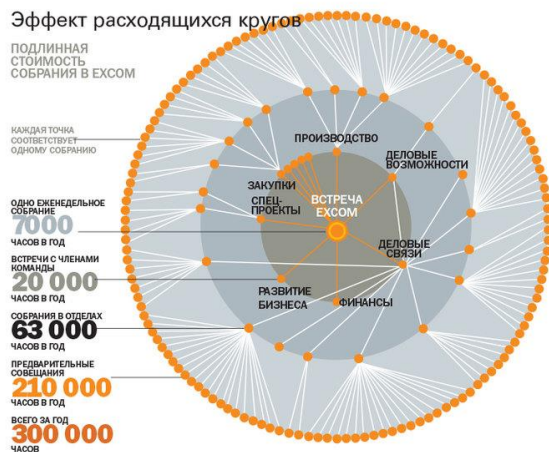 Эффект расходящихся кругов
ПОДЛИННАЯ
СТОИМОСТЬ
СОБРАНИЯ В EXCOM
КАЖДАЯ ТОЧКА
СООТВЕТСТВУЕТ
ОДНОМУ СОБРАНИЮ
ПРОИЗВОДСТВО
ДЕЛОВЫЕ
ВОЗМОЖНОСТИ
ЗАКУПКИ
СПЕЦ-
ПРОЕКТЫ
ВСТРЕЧА
EXCOM
ДЕЛОВЫЕ
СВЯЗИ
РАЗВИТИЕ
БИЗНЕСА
ФИНАНСЫ
ОДНО ЕЖЕНЕДЕЛЬНОЕ
СОБРАНИЕ
7000
ЧАСОВ В ГОД
ВСТРЕЧИ С ЧЛЕНАМИ
КОМАНДЫ
20 000
ЧАСОВ В ГОД
СОБРАНИЯ В ОТДЕЛАХ
63 000
ЧАСОВ В ГОД
ПРЕДВАРИТЕЛЬНЫЕ
СОВЕЩАНИЯ
210 000
ЧАСОВ В ГОД
ВСЕГО ЗА ГОД
300 000
ЧАСОВ